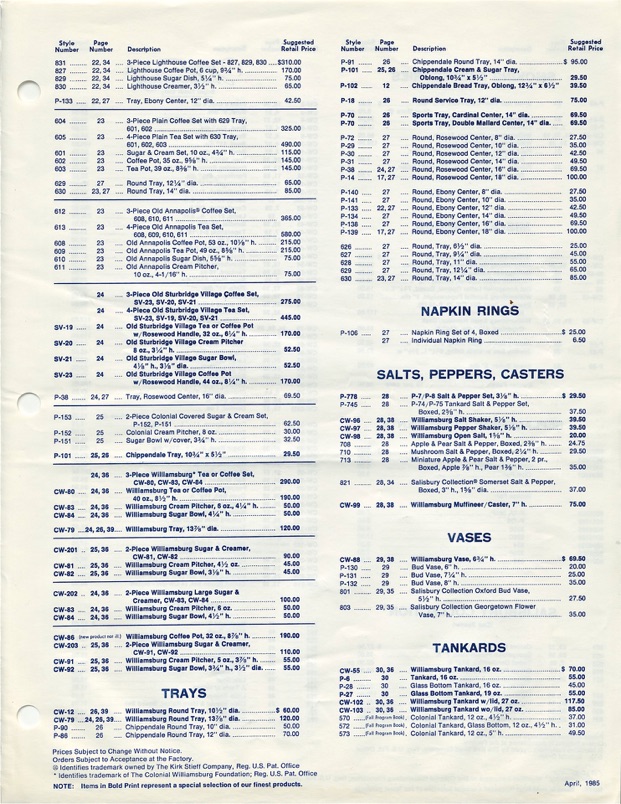 Style Number Page Number Description Suggested Retail Price
831 ...... 22, 34 .... 3-Piece Lighthouse Coffee Set - 827, 829, 830 .... $310.00
827 ...... 22, 34 .... Lighthouse Coffee Pot, 6 cup, 9¾" h. .... 170.00
829 ...... 22, 34 .... Lighthouse Sugar Dish, 5¼" h. .... 75.00
830 ...... 22, 34 .... Lighthouse Creamer, 3½" h. .... 65.00
P-133 ...... 22, 27 .... Tray, Ebony Center, 12" dia. .... 42.50
604 ...... 23 .... 3-Piece Plain Coffee Set with 629 Tray,
601, 602 .... 325.00
605 ...... 23 .... 4-Piece Plain Tea Set with 630 Tray,
601, 602, 603 .... 490.00
601 ...... 23 .... Sugar & Cream Set, 10 oz., 4¾" h. .... 115.00
602 ...... 23 .... Coffee Pot, 35 oz., 9⅝" h. .... 145.00
603 ...... 23 .... Tea Pot, 39 oz., 8⅜" h. .... 145.00
629 ...... 27 .... Round Tray, 12¼" dia. .... 65.00
630 ...... 23, 27 .... Round Tray, 14" dia. .... 85.00
612 ...... 23 .... 3-Piece Old Annapolis® Coffee Set,
608, 610, 611 .... 365.00
613 ...... 23 .... 4-Piece Old Annapolis Tea Set,
608, 609, 610, 611 .... 580.00
608 ...... 23 .... Old Annapolis Coffee Pot, 53 oz., 10⅛" h. .... 215.00
609 ...... 23 .... Old Annapolis Tea Pot, 49 oz., 8⅝" h. .... 215.00
610 ...... 23 .... Old Annapolis Sugar Dish, 5⅝" h. .... 75.00
611 ...... 23 .... Old Annapolis Cream Pitcher,
10 oz., 4-1/16" h. .... 75.00
24 .... 3-Piece Old Sturbridge Village Coffee Set,
SV-23, SV-20, SV-21 .... 275.00
24 .... 4-Piece Old Sturbridge Village Tea Set,
SV-23, SV-19, SV-20, SV-21 .... 445.00
SV-19 ...... 24 .... Old Sturbridge Village Tea or Coffee Pot
w/Rosewood Handle, 32 oz., 6¼" h. .... 170.00
SV-20 ...... 24 .... Old Sturbridge Village Cream Pitcher
8 oz., 3¼" h. .... 52.50
SV-21 ...... 24 .... Old Sturbridge Village Sugar Bowl,
4⅛" h., 3½" dia. .... 52.50
SV-23 ...... 24 .... Old Sturbridge Village Coffee Pot
w/Rosewood Handle, 44 oz., 8¼" h. .... 170.00
P-38 ...... 24, 27 .... Tray, Rosewood Center, 16" dia. .... 69.50
P-153 ...... 25 .... 2-Piece Colonial Covered Sugar & Cream Set,
P-152, P-151 .... 62.50
P-152 ...... 25 .... Colonial Cream Pitcher, 8 oz. .... 30.00
P-151 ...... 25 .... Sugar Bowl w/cover, 3¾" h. .... 32.50
P-101 ...... 25, 26 .... Chippendale Tray, 10¾" x 5½" .... 29.50
24, 36 .... 3-Piece Williamsburg* Tea or Coffee Set,
CW-80, CW-83, CW-84 .... 290.00
CW-80 ...... 24, 36 .... Williamsburg Tea or Coffee Pot,
40 oz., 8½" h. .... 190.00
CW-83 ...... 24, 36 .... Williamsburg Cream Pitcher, 6 oz., 4¼" h. .... 50.00
CW-84 ...... 24, 36 .... Williamsburg Sugar Bowl, 4¼" h. .... 50.00
CW-79 .... 24, 26, 39 .... Williamsburg Tray, 13⅞" dia. .... 120.00
CW-201 .. 25, 36 .... 2-Piece Williamsburg Sugar & Creamer,
CW-81, CW-82 .... 90.00
CW-81 ...... 25, 36 .... Williamsburg Cream Pitcher, 4½ oz. .... 45.00
CW-82 ...... 25, 36 .... Williamsburg Sugar Bowl, 3⅛" h. .... 45.00
CW-202 .. 24, 36 .... 2-Piece Williamsburg Large Sugar &
Creamer, CW-83, CW-84 .... 100.00
CW-83 ...... 24, 36 .... Williamsburg Cream Pitcher, 6 oz. .... 50.00
CW-84 ...... 24, 36 .... Williamsburg Sugar Bowl, 4½" h. .... 50.00
CW-86 (new product nor ill.) Williamsburg Coffee Pot, 32 oz., 8⅞" h. .... 190.00
CW-203 .. 25, 36 .... 2-Piece Williamsburg Sugar & Creamer,
CW-91, CW-92 .... 110.00
CW-91 ...... 25, 36 .... Williamsburg Cream Pitcher, 5 oz., 3⅞" h. .... 55.00
CW-92 ...... 25, 36 .... Williamsburg Sugar Bowl, 3¾" h., 3½" dia. .... 55.00
TRAYS
CW-12 ...... 26, 39 .... Williamsburg Round Tray, 10½" dia. .... $ 60.00
CW-79 .... 24, 26, 39 .... Williamsburg Round Tray, 13⅞" dia. .... 120.00
P-90 ...... 26 .... Chippendale Round Tray, 10" dia. .... 50.00
P-86 ...... 26 .... Chippendale Round Tray, 12" dia. .... 70.00
Prices Subject to Change Without Notice.
Orders Subject to Acceptance at the Factory.
® Identifies trademark owned by The Kirk Stieff Company, Reg. U.S. Pat. Office
* Identifies trademark of The Colonial Williamsburg Foundation; Reg. U.S. Pat. Office
NOTE: Items in Bold Print represent a special selection of our finest products.
Style Number Page Number Description Suggested Retail Price
P-91 ...... 26 .... Chippendale Round Tray, 14" dia. .... $ 95.00
P-101 ...... 25, 26 .... Chippendale Cream & Sugar Tray,
Oblong, 10¾" x 5½" .... 29.50
P-102 ...... 12 .... Chippendale Bread Tray, Oblong, 12¾" x 6½" 39.50
P-18 ...... 26 .... Round Service Tray, 12" dia. .... 75.00
P-70 ...... 26 .... Sports Tray, Cardinal Center, 14" dia. .... 69.50
P-70 ...... 26 .... Sports Tray, Double Mallard Center, 14" dia. .... 69.50
P-72 ...... 27 .... Round, Rosewood Center, 8" dia. .... 27.50
P-29 ...... 27 .... Round, Rosewood Center, 10" dia. .... 35.00
P-30 ...... 27 .... Round, Rosewood Center, 12" dia. .... 42.50
P-31 ...... 27 .... Round, Rosewood Center, 14" dia. .... 49.50
P-38 ...... 24, 27 .... Round, Rosewood Center, 16" dia. .... 69.50
P-14 ...... 17, 27 .... Round, Rosewood Center, 18" dia. .... 100.00
P-140 ...... 27 .... Round, Ebony Center, 8" dia. .... 27.50
P-141 ...... 27 .... Round, Ebony Center, 10" dia. .... 35.00
P-133 ...... 22, 27 .... Round, Ebony Center, 12" dia. .... 42.50
P-134 ...... 27 .... Round, Ebony Center, 14" dia. .... 49.50
P-138 ...... 27 .... Round, Ebony Center, 16" dia. .... 69.50
P-139 ...... 17, 27 .... Round, Ebony Center, 18" dia. .... 100.00
626 ...... 27 .... Round, Tray, 6½" dia. .... 25.00
627 ...... 27 .... Round, Tray, 9¼" dia. .... 45.00
628 ...... 27 .... Round, Tray, 11" dia. .... 55.00
629 ...... 27 .... Round, Tray, 12¼" dia. .... 65.00
630 ...... 23, 27 .... Round, Tray, 14" dia. .... 85.00
NAPKIN RINGS
P-106 ...... 27 .... Napkin Ring Set of 4, Boxed .... $ 25.00
27 .... Individual Napkin Ring .... 6.50
SALTS, PEPPERS, CASTERS
P-778 ...... 28 .... P-7/P-8 Salt & Pepper Set, 3½" h. .... $ 29.50
P-745 ...... 28 .... P-74/P-75 Tankard Salt & Pepper Set,
Boxed, 2⅜" h. .... 37.50
CW-96 ...... 28, 38 .... Williamsburg Salt Shaker, 5½" h. .... 39.50
CW-97 ...... 28, 38 .... Williamsburg Pepper Shaker, 5½" h. .... 39.50
CW-98 ...... 28, 38 .... Williamsburg Open Salt, 1⅝" h. .... 20.00
708 ...... 28 .... Apple & Pear Salt & Pepper, Boxed, 2⅜" h. .... 24.75
710 ...... 28 .... Mushroom Salt & Pepper, Boxed, 2¼" h. .... 29.50
713 ...... 28 .... Miniature Apple & Pear Salt & Pepper, 2 pr.,
Boxed, Apple ⅞" h., Pear 1⅜" h. .... 35.00
821 ...... 28, 34 .... Salisbury Collection® Somerset Salt & Pepper,
Boxed, 3" h., 1⅜" dia. .... 37.00
CW-99 ...... 28, 38 .... Williamsburg Muffineer/Caster, 7" h. .... 75.00
VASES
CW-88 ...... 29, 38 .... Williamsburg Vase, 6¾" h. .... $ 69.50
P-130 ...... 29 .... Bud Vase, 6" h. .... 20.00
P-131 ...... 29 .... Bud Vase, 7¼" h. .... 25.00
P-132 ...... 29 .... Bud Vase, 8" h. .... 35.00
801 ...... 29, 35 .... Salisbury Collection Oxford Bud Vase,
5½" h. .... 27.50
803 ...... 29, 35 .... Salisbury Collection Georgetown Flower
Vase, 7" h. .... 35.00
TANKARDS
CW-55 ...... 30, 36 .... Williamsburg Tankard, 16 oz. .... $ 70.00
P-6 ...... 30 .... Tankard, 16 oz. .... 55.00
P-28 ...... 30 .... Glass Bottom Tankard, 16 oz. .... 45.00
P-27 ...... 30 .... Glass Bottom Tankard, 19 oz. .... 55.00
CW-102 .. 30, 36 .... Williamsburg Tankard w/lid, 27 oz. .... 117.50
CW-103 .. 30, 36 .... Williamsburg Tankard w/lid, 27 oz. .... 85.00
570 ...... (Fall Program Book) .. Colonial Tankard, 12 oz., 4½" h. .... 37.00
572 ...... (Fall Program Book) .. Colonial Tankard, Glass Bottom, 12 oz., 4½" h. .. 31.00
573 ...... (Fall Program Book) .. Colonial Tankard, 12 oz., 5" h. .... 49.50
April, 1985